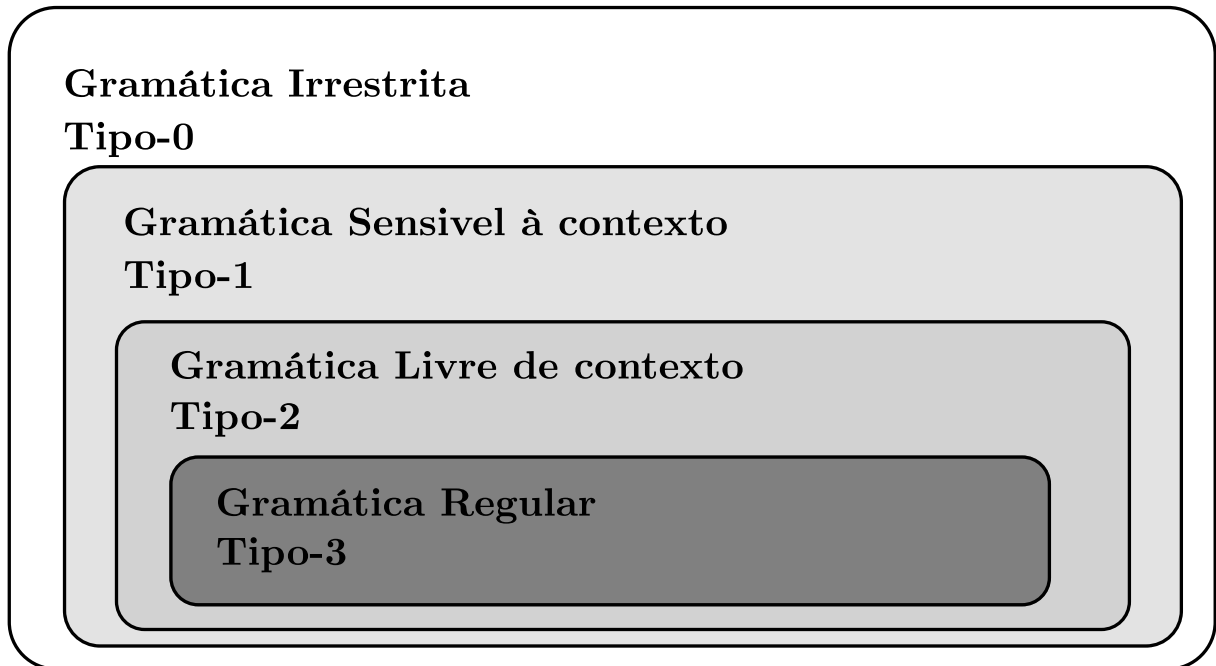 Gramática Irrestrita
Tipo-0
Gramática Sensivel à contexto
Tipo-1
Gramática Livre de contexto
Tipo-2
Gramática Regular
Tipo-3